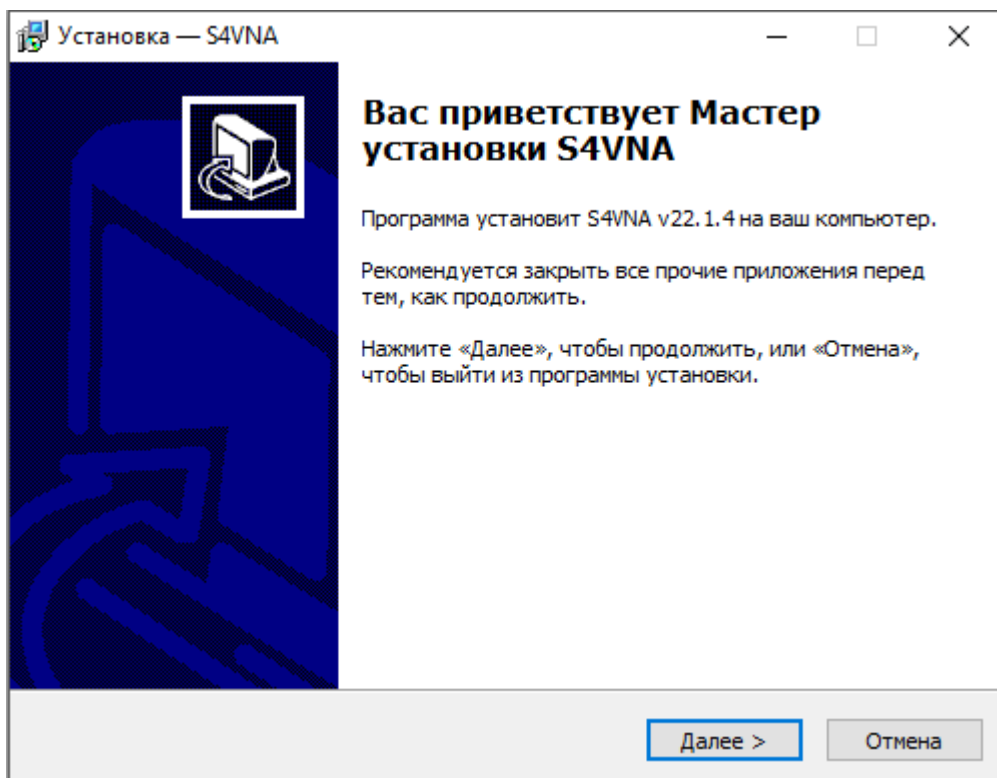 Установка — S4VNA
Вас приветствует Мастер
установки S4VNA
Программа установит S4VNA v22.1.4 на ваш компьютер.
Рекомендуется закрыть все прочие приложения перед
тем, как продолжить.
Нажмите «Далее», чтобы продолжить, или «Отмена»,
чтобы выйти из программы установки.
Далее >
Отмена